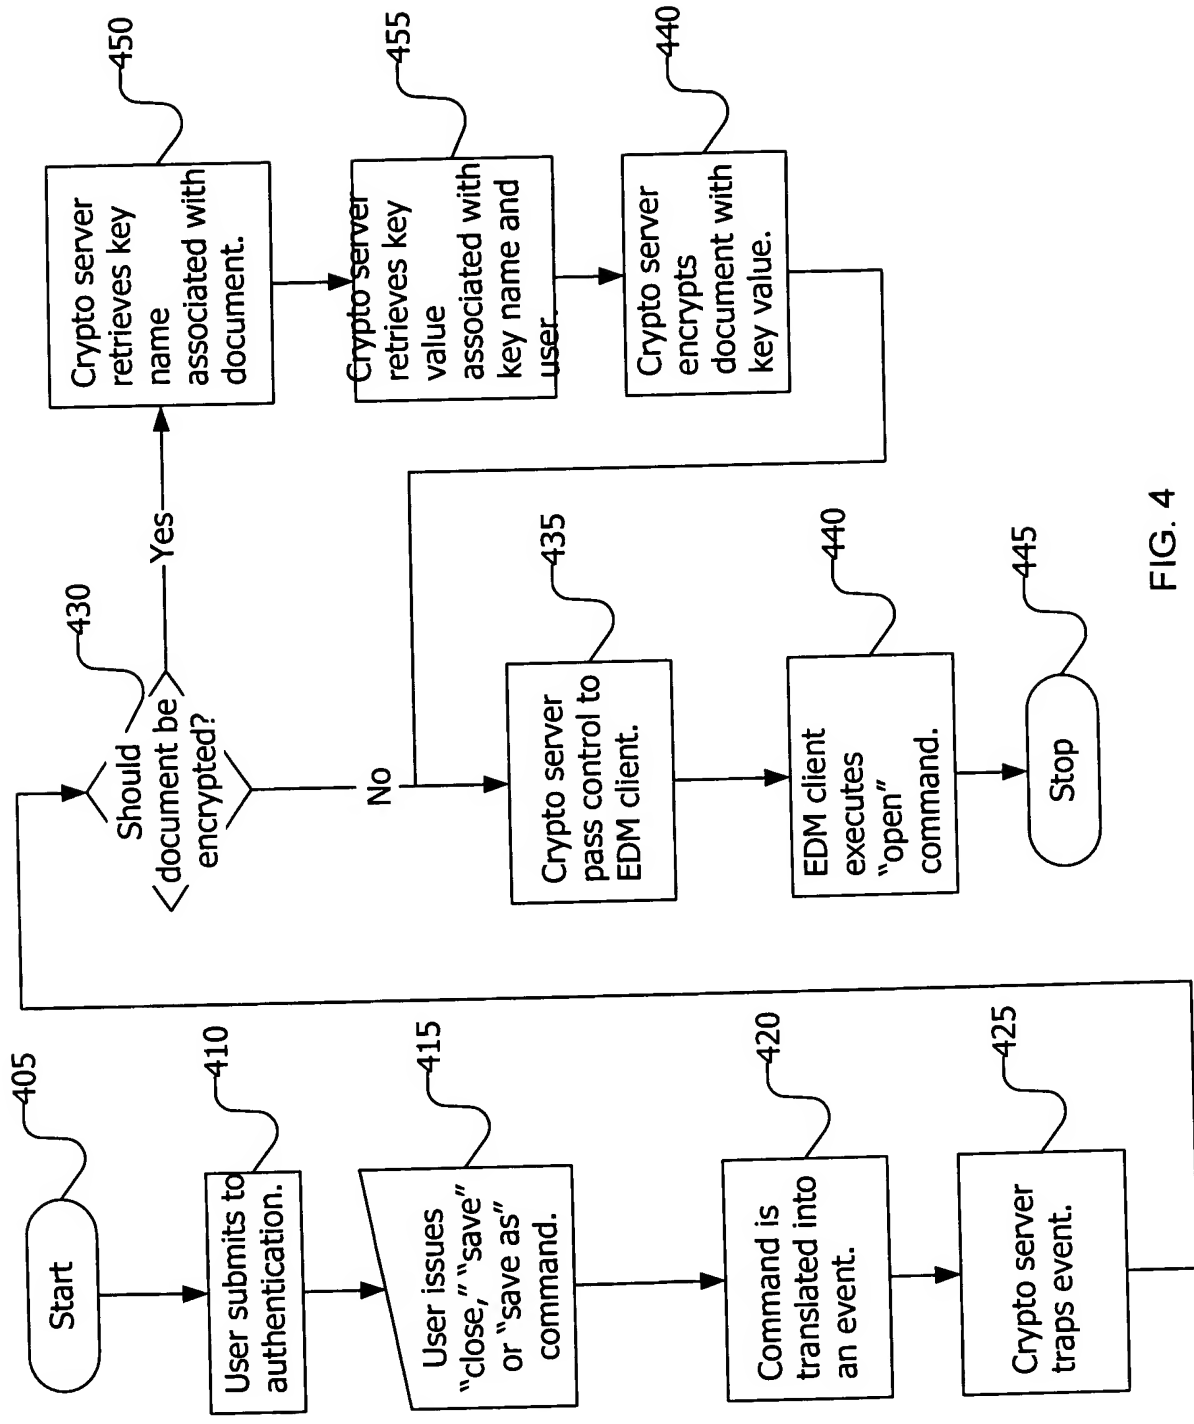 405
Start
410
User submits to
authentication.
415
User issues
“close,” “save”
or “save as”
command.
420
Command is
translated into
an event.
425
Crypto server
traps event.
430
Should
document be
encrypted?
Yes
No
435
Crypto server
pass control to
EDM client.
440
EDM client
executes
“open”
command.
445
Stop
450
Crypto server
retrieves key
name
associated with
document.
455
Crypto server
retrieves key
value
associated with
key name and
user.
440
Crypto server
encrypts
document with
key value.
FIG. 4